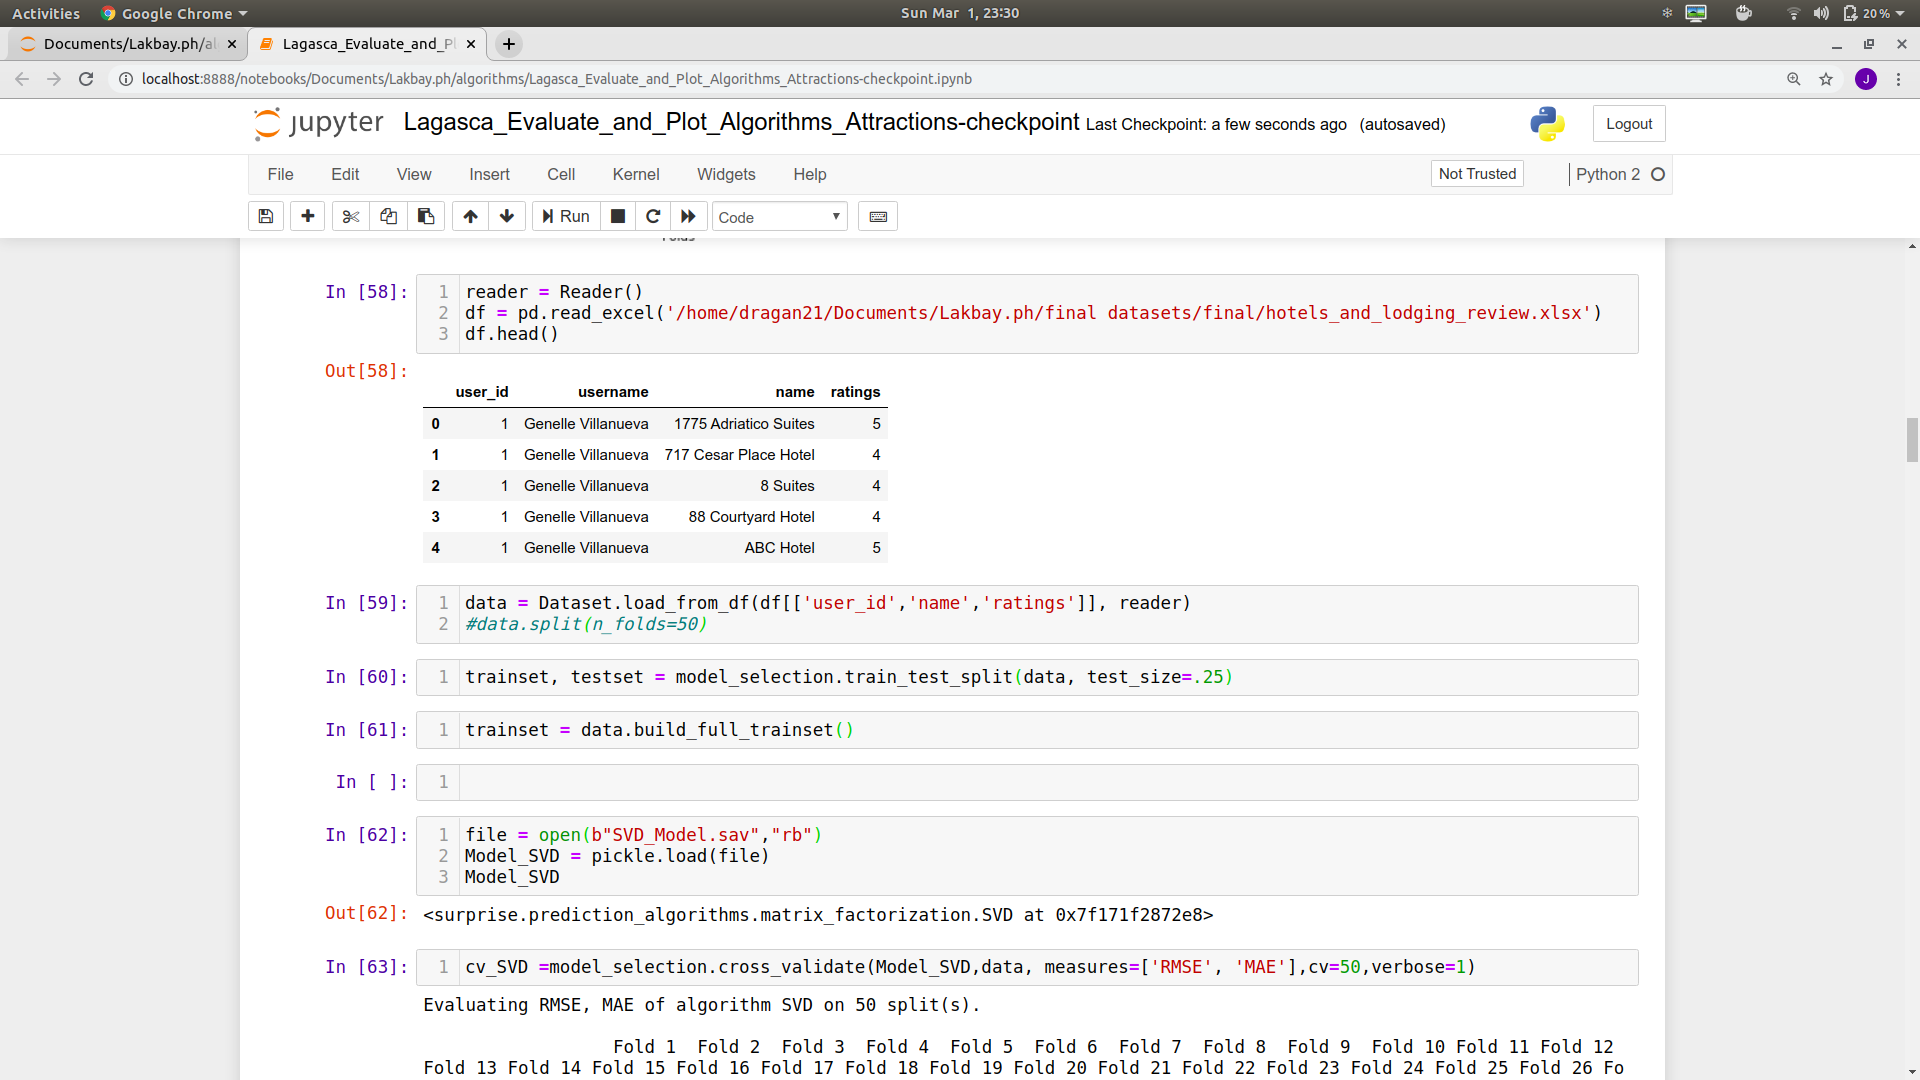 Activities
Google Chrome
Sun Mar 1, 23:30
20 %
Documents/Lakbay.ph/al
Lagasca_Evaluate_and_Pl
localhost:8888/notebooks/Documents/Lakbay.ph/algorithms/Lagasca_Evaluate_and_Plot_Algorithms_Attractions-checkpoint.ipynb
J
jupyter
Lagasca_Evaluate_and_Plot_Algorithms_Attractions-checkpoint Last Checkpoint: a few seconds ago (autosaved)
Logout
File Edit View Insert Cell Kernel Widgets Help
Not Trusted
Python 2
Run
Code
Folds
In [58]:
1 reader = Reader()
2 df = pd.read_excel('/home/dragan21/Documents/Lakbay.ph/final datasets/final/hotels_and_lodging_review.xlsx')
3 df.head()
Out[58]:
user_id username name ratings
0 1 Genelle Villanueva 1775 Adriatico Suites 5
1 1 Genelle Villanueva 717 Cesar Place Hotel 4
2 1 Genelle Villanueva 8 Suites 4
3 1 Genelle Villanueva 88 Courtyard Hotel 4
4 1 Genelle Villanueva ABC Hotel 5
In [59]:
1 data = Dataset.load_from_df(df[['user_id','name','ratings']], reader)
2 #data.split(n_folds=50)
In [60]:
1 trainset, testset = model_selection.train_test_split(data, test_size=.25)
In [61]:
1 trainset = data.build_full_trainset()
In [ ]:
1
In [62]:
1 file = open(b"SVD_Model.sav","rb")
2 Model_SVD = pickle.load(file)
3 Model_SVD
Out[62]:
<surprise.prediction_algorithms.matrix_factorization.SVD at 0x7f171f2872e8>
In [63]:
1 cv_SVD =model_selection.cross_validate(Model_SVD,data, measures=['RMSE', 'MAE'],cv=50,verbose=1)
Evaluating RMSE, MAE of algorithm SVD on 50 split(s).
Fold 1 Fold 2 Fold 3 Fold 4 Fold 5 Fold 6 Fold 7 Fold 8 Fold 9 Fold 10 Fold 11 Fold 12
Fold 13 Fold 14 Fold 15 Fold 16 Fold 17 Fold 18 Fold 19 Fold 20 Fold 21 Fold 22 Fold 23 Fold 24 Fold 25 Fold 26 Fo